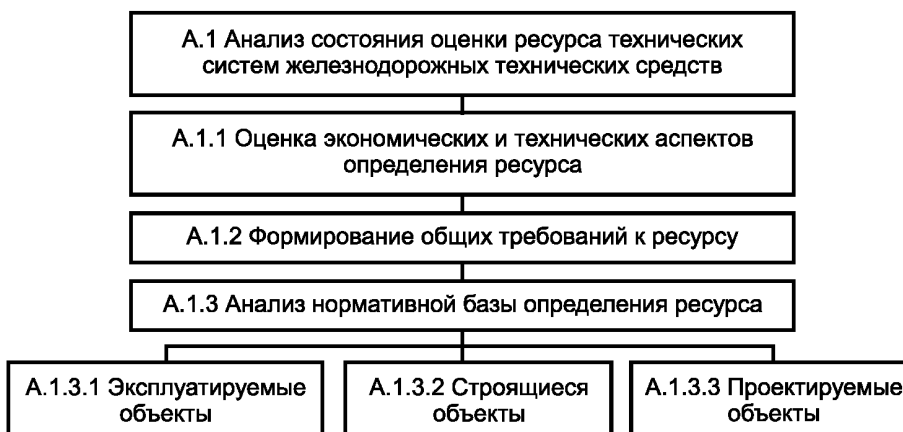 А.1 Анализ состояния оценки ресурса технических
систем железнодорожных технических средств
А.1.1 Оценка экономических и технических аспектов
определения ресурса
А.1.2 Формирование общих требований к ресурсу
А.1.3 Анализ нормативной базы определения ресурса
А.1.3.1 Эксплуатируемые
объекты
А.1.3.2 Строящиеся
объекты
А.1.3.3 Проектируемые
объекты